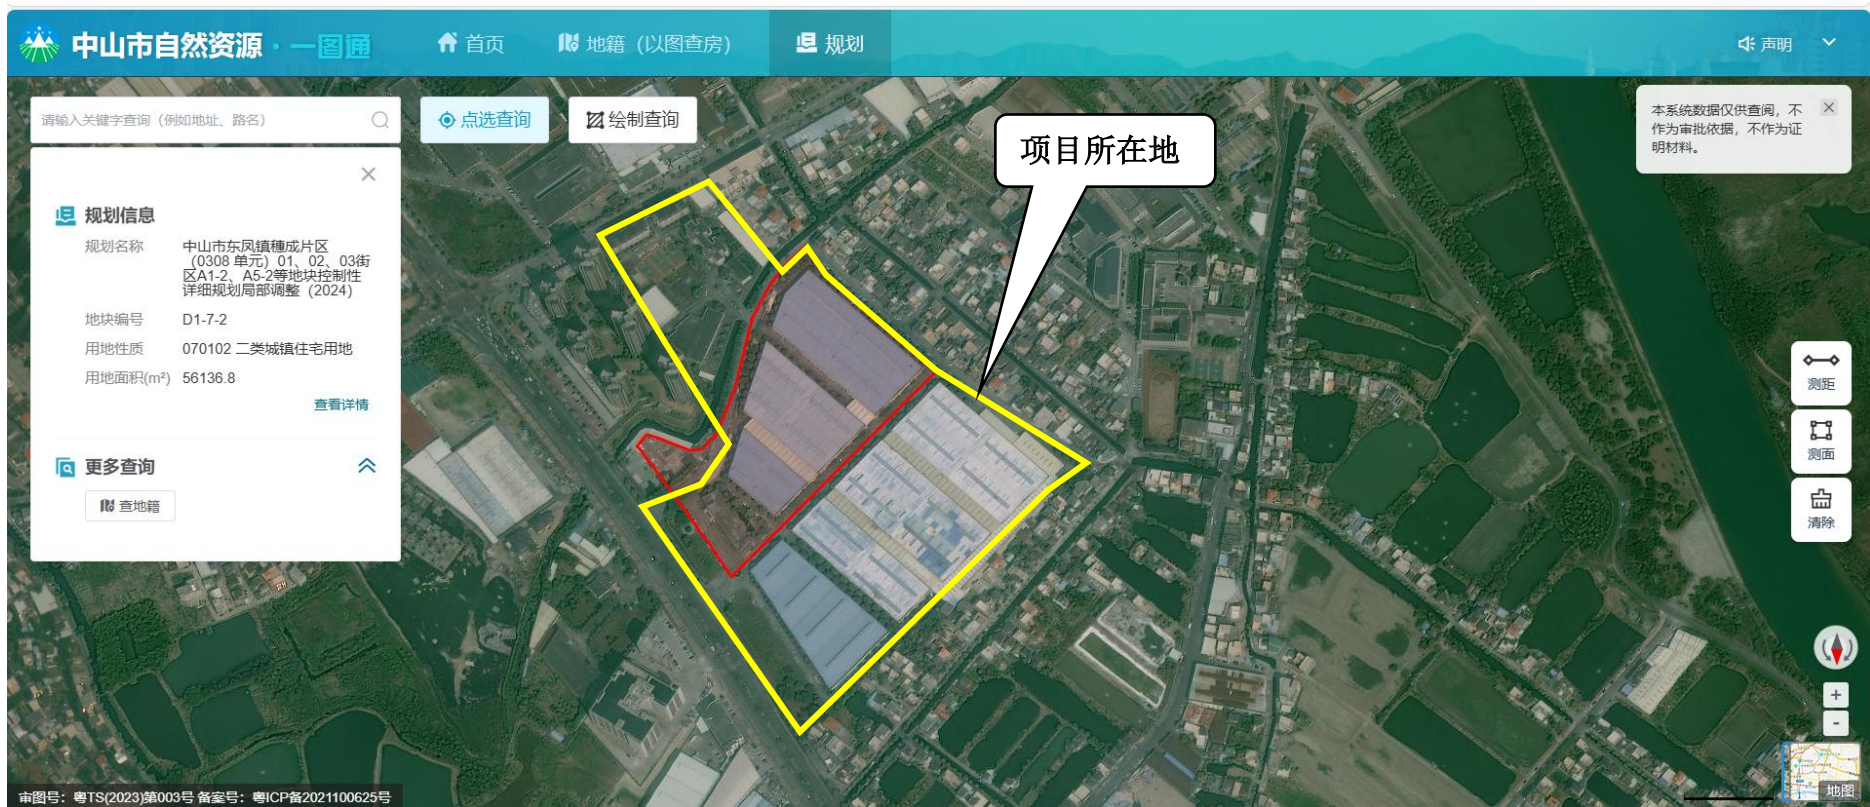 中山市自然资源·一图通
首页
地籍（以图查房）
规划
声明
请输入关键字查询（例如地址、路名）
点选查询
绘制查询
项目所在地
本系统数据仅供查阅，不
作为审批依据，不作为证
明材料。
规划信息
规划名称
中山市东凤镇穗成片区
（0308 单元）01、02、03街
区A1-2、A5-2等地块控制性
详细规划局部调整（2024）
地块编号 D1-7-2
用地性质 070102 二类城镇住宅用地
用地面积(m²) 56136.8
查看详情
更多查询
查地籍
测距
测面
清除
+
-
地图
审图号：粤TS(2023)第003号 备案号：粤ICP备2021100625号